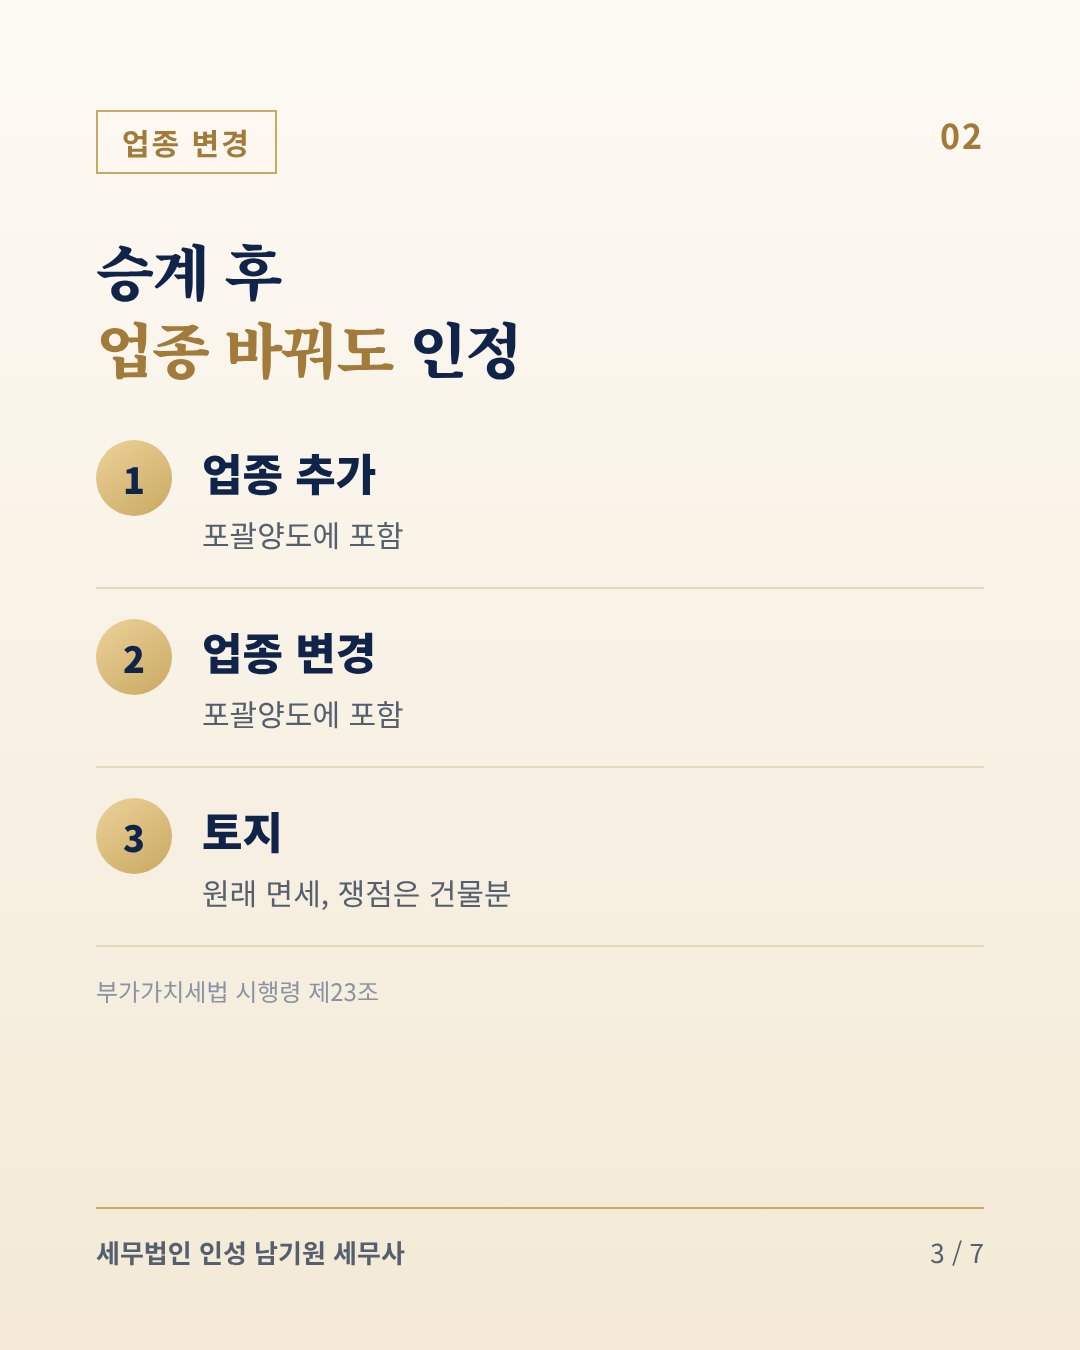 업종 변경
02
승계 후
업종 바꿔도 인정
1 업종 추가
포괄양도에 포함
2 업종 변경
포괄양도에 포함
3 토지
원래 면세, 쟁점은 건물분
부가가치세법 시행령 제23조
세무법인 인성 남기원 세무사
3 / 7